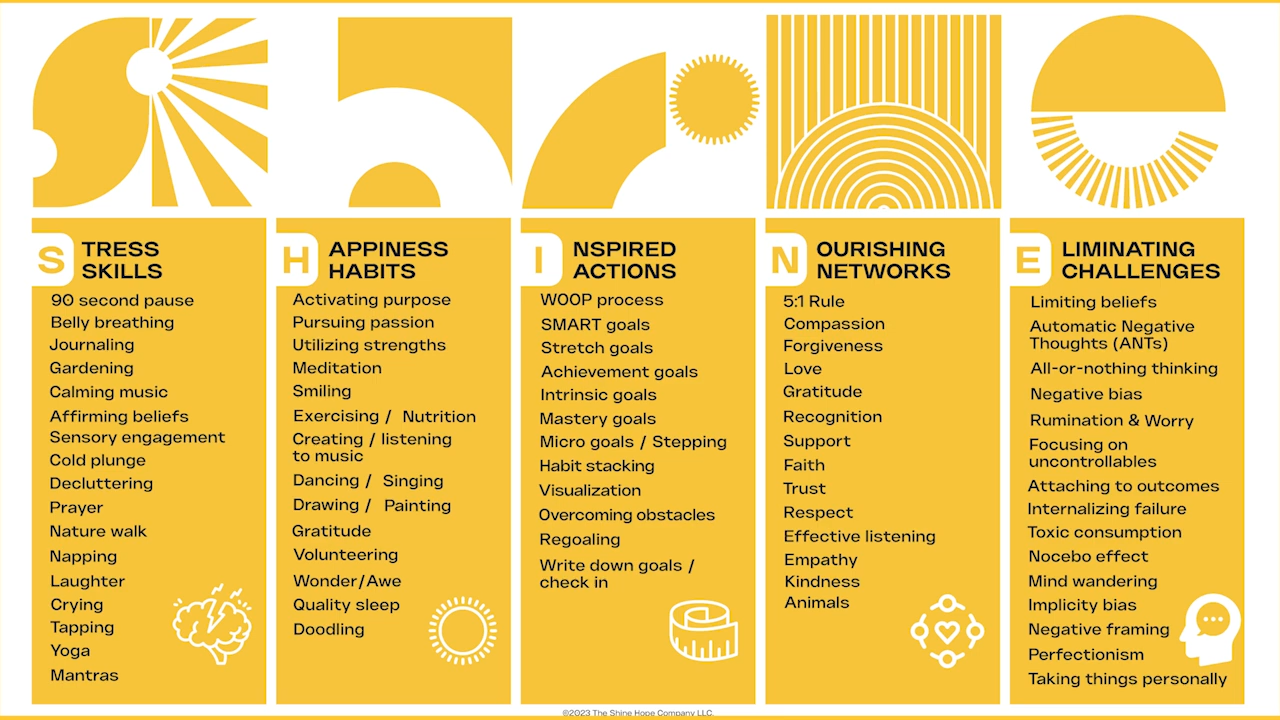 STRESS
SKILLS
90 second pause
Belly breathing
Journaling
Gardening
Calming music
Affirming beliefs
Sensory engagement
Cold plunge
Decluttering
Prayer
Nature walk
Napping
Laughter
Crying
Tapping
Yoga
Mantras
HAPPINESS
HABITS
Activating purpose
Pursuing passion
Utilizing strengths
Meditation
Smiling
Exercising / Nutrition
Creating / listening
to music
Dancing / Singing
Drawing / Painting
Gratitude
Volunteering
Wonder/Awe
Quality sleep
Doodling
INSPIRED
ACTIONS
WOOP process
SMART goals
Stretch goals
Achievement goals
Intrinsic goals
Mastery goals
Micro goals / Stepping
Habit stacking
Visualization
Overcoming obstacles
Regoaling
Write down goals /
check in
NOURISHING
NETWORKS
5:1 Rule
Compassion
Forgiveness
Love
Gratitude
Recognition
Support
Faith
Trust
Respect
Effective listening
Empathy
Kindness
Animals
ELIMINATING
CHALLENGES
Limiting beliefs
Automatic Negative
Thoughts (ANTs)
All-or-nothing thinking
Negative bias
Rumination & Worry
Focusing on
uncontrollables
Attaching to outcomes
Internalizing failure
Toxic consumption
Nocebo effect
Mind wandering
Implicity bias
Negative framing
Perfectionism
Taking things personally
©2023 The Shine Hope Company LLC.